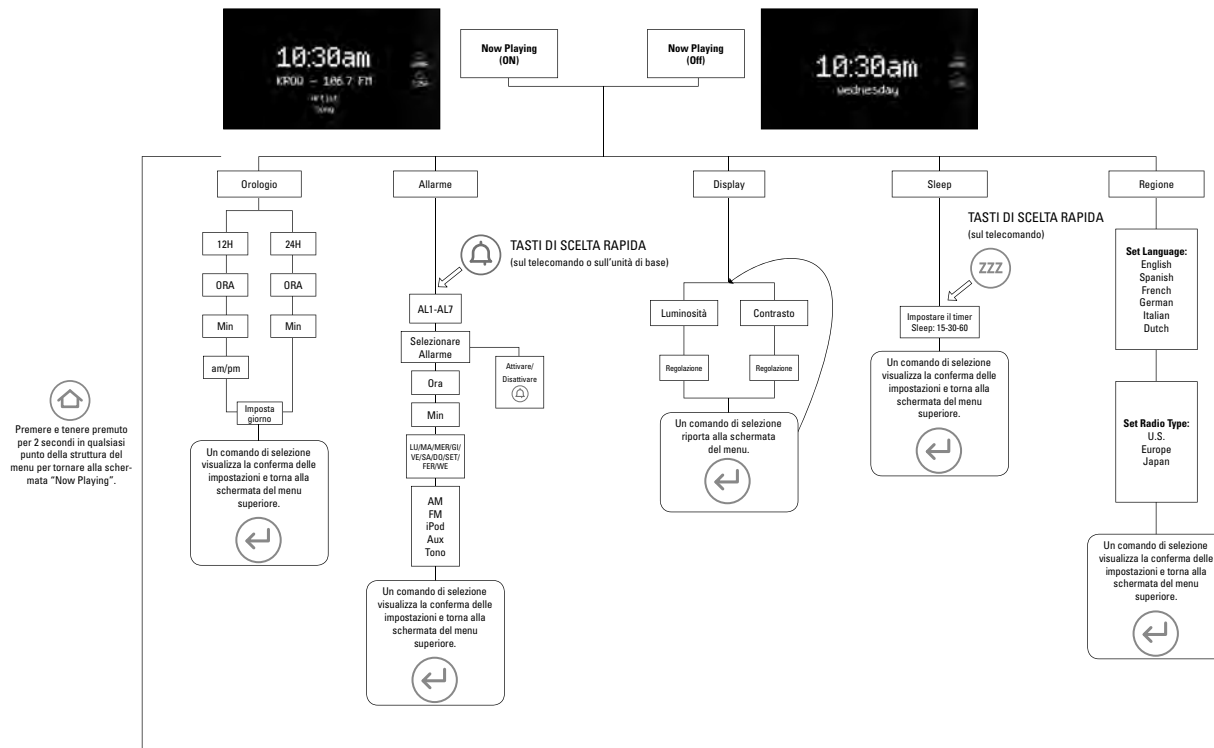 10:30am
KROQ – 106.7 FM
Artist
Song
Now Playing
(ON)
Now Playing
(Off)
10:30am
wednesday
Orologio
Allarme
Display
Sleep
Regione
12H
24H
ORA
ORA
Min
Min
am/pm
Imposta
giorno
Un comando di selezione
visualizza la conferma delle
impostazioni e torna alla
schermata del menu
superiore.
TASTI DI SCELTA RAPIDA
(sul telecomando o sull'unità di base)
AL1-AL7
Selezionare
Allarme
Attivare/
Disattivare
Ora
Min
LU/MA/MER/GI/
VE/SA/DO/SET/
FER/WE
AM
FM
iPod
Aux
Tono
Un comando di selezione
visualizza la conferma delle
impostazioni e torna alla
schermata del menu
superiore.
Luminosità
Contrasto
Regolazione
Regolazione
Un comando di selezione
riporta alla schermata
del menu.
TASTI DI SCELTA RAPIDA
(sul telecomando)
ZZZ
Impostare il timer
Sleep: 15-30-60
Un comando di selezione
visualizza la conferma delle
impostazioni e torna alla
schermata del menu
superiore.
Set Language:
English
Spanish
French
German
Italian
Dutch
Set Radio Type:
U.S.
Europe
Japan
Un comando di selezione
visualizza la conferma delle
impostazioni e torna alla
schermata del menu
superiore.
Premere e tenere premuto
per 2 secondi in qualsiasi
punto della struttura del
menu per tornare alla scher-
mata "Now Playing".